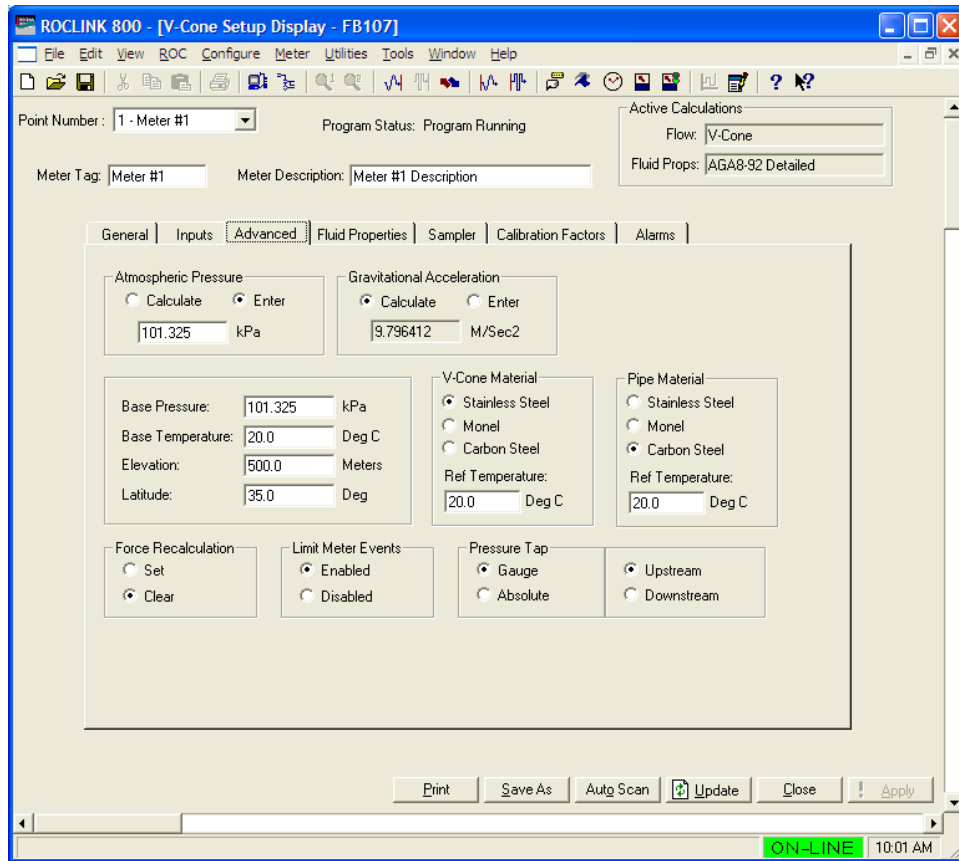 ROCLINK 800 - [V-Cone Setup Display - FB107]
File Edit View ROC Configure Meter Utilities Tools Window Help
Point Number : 1 - Meter #1 Program Status: Program Running
Active Calculations
Flow: V-Cone
Fluid Props: AGA8-92 Detailed
Meter Tag: Meter #1 Meter Description: Meter #1 Description
General Inputs Advanced Fluid Properties Sampler Calibration Factors Alarms
Atmospheric Pressure
Calculate Enter
101.325 kPa
Gravitational Acceleration
Calculate Enter
9.796412 M/Sec2
Base Pressure: 101.325 kPa
Base Temperature: 20.0 Deg C
Elevation: 500.0 Meters
Latitude: 35.0 Deg
V-Cone Material
Stainless Steel
Monel
Carbon Steel
Ref Temperature:
20.0 Deg C
Pipe Material
Stainless Steel
Monel
Carbon Steel
Ref Temperature:
20.0 Deg C
Force Recalculation
Set
Clear
Limit Meter Events
Enabled
Disabled
Pressure Tap
Gauge
Absolute
Upstream
Downstream
Print Save As Auto Scan Update Close ! Apply
ON-LINE 10:01 AM